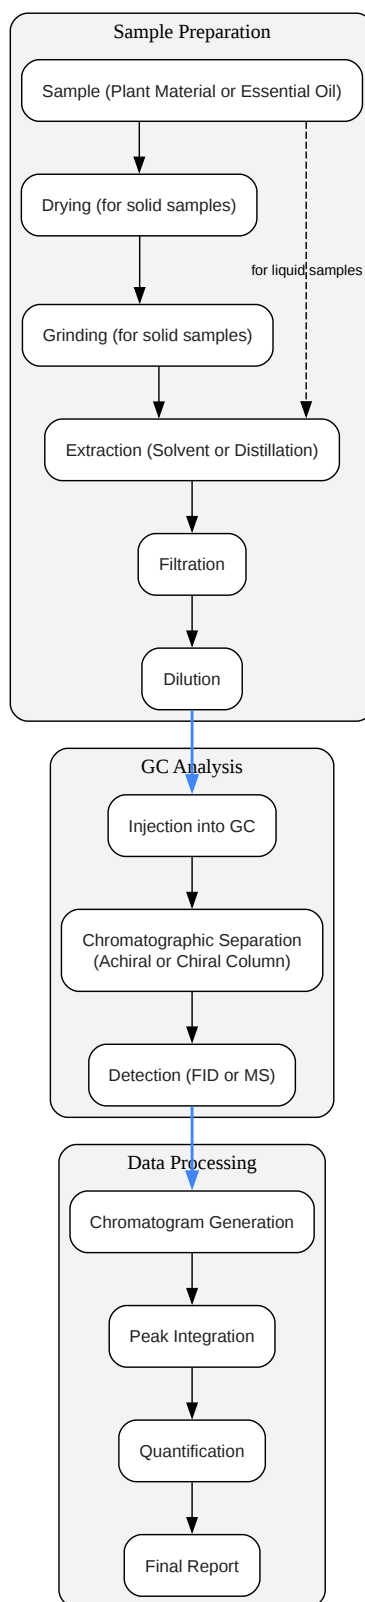 Sample Preparation
Sample (Plant Material or Essential Oil)
Drying (for solid samples)
for liquid samples
Grinding (for solid samples)
Extraction (Solvent or Distillation)
Filtration
Dilution
GC Analysis
Injection into GC
Chromatographic Separation
(Achiral or Chiral Column)
Detection (FID or MS)
Data Processing
Chromatogram Generation
Peak Integration
Quantification
Final Report